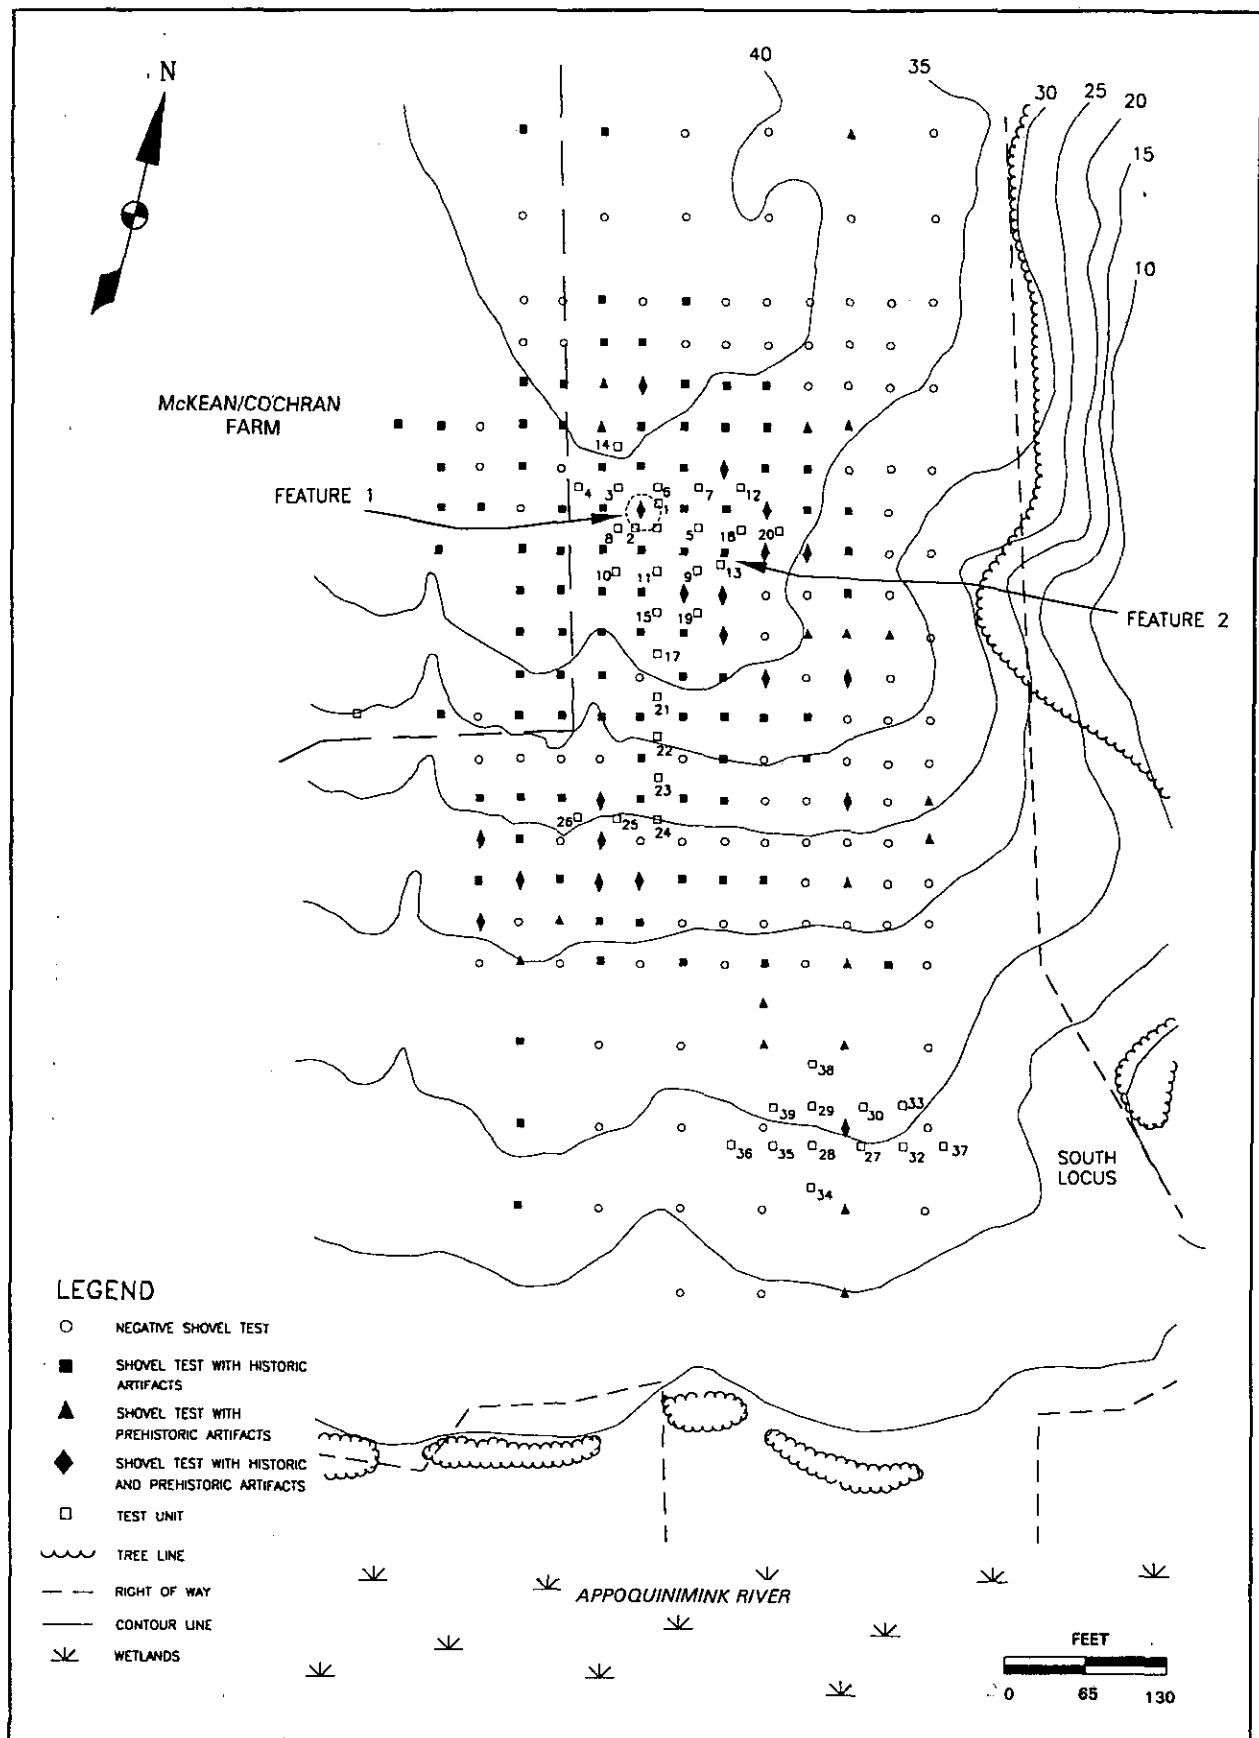 N
40
35
30
25
20
15
10
McKEAN/COCHRAN
FARM
14
FEATURE 1
4
3
6
7
12
1
8
2
5
18
20
10
11
9
13
FEATURE 2
15
19
17
21
22
23
26
25
24
38
39
29
30
33
36
35
28
27
32
37
34
SOUTH
LOCUS
LEGEND
NEGATIVE SHOVEL TEST
SHOVEL TEST WITH HISTORIC
ARTIFACTS
SHOVEL TEST WITH
PREHISTORIC ARTIFACTS
SHOVEL TEST WITH HISTORIC
AND PREHISTORIC ARTIFACTS
TEST UNIT
TREE LINE
RIGHT OF WAY
CONTOUR LINE
WETLANDS
APPOQUINIMINK RIVER
FEET
0 65 130